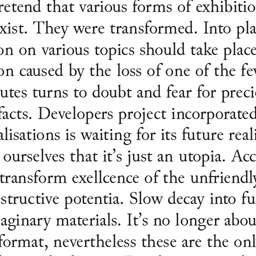 retend that various forms of exhibitio
xist. They were transformed. Into pla
on on various topics should take place
on caused by the loss of one of the fe
utes turns to doubt and fear for preci
facts. Developers project incorporated
alisations is waiting for its future reali
ourselves that it's just an utopia. Acc
transform exellcence of the unfriendly
structive potentia. Slow decay into fu
aginary materials. It's no longer abou
format, nevertheless these are the onl